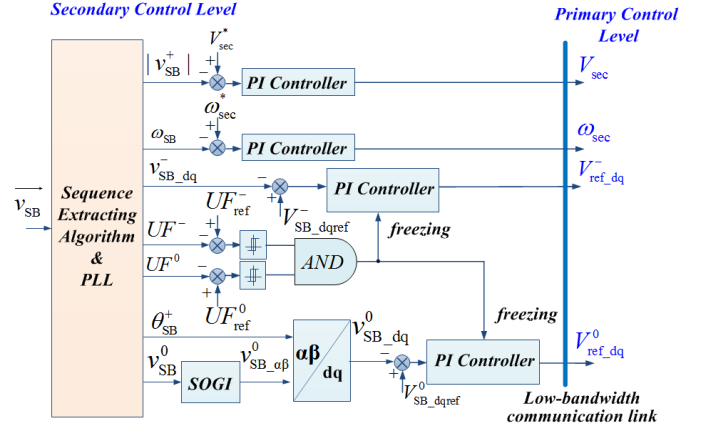 Secondary Control Level
Primary Control
Level
V*sec
|v+SB|
PI Controller
Vsec
ω*sec
ωSB
PI Controller
ωsec
v−SB_dq
PI Controller
V−ref_dq
→vSB
Sequence
Extracting
Algorithm
&
PLL
UF−ref
V−SB_dqref
freezing
UF−
UF0
AND
UF0ref
freezing
θ+SB
v0SB
SOGI
v0SB_αβ
αβ
dq
v0SB_dq
PI Controller
V0SB_dqref
V0ref_dq
Low-bandwidth
communication link